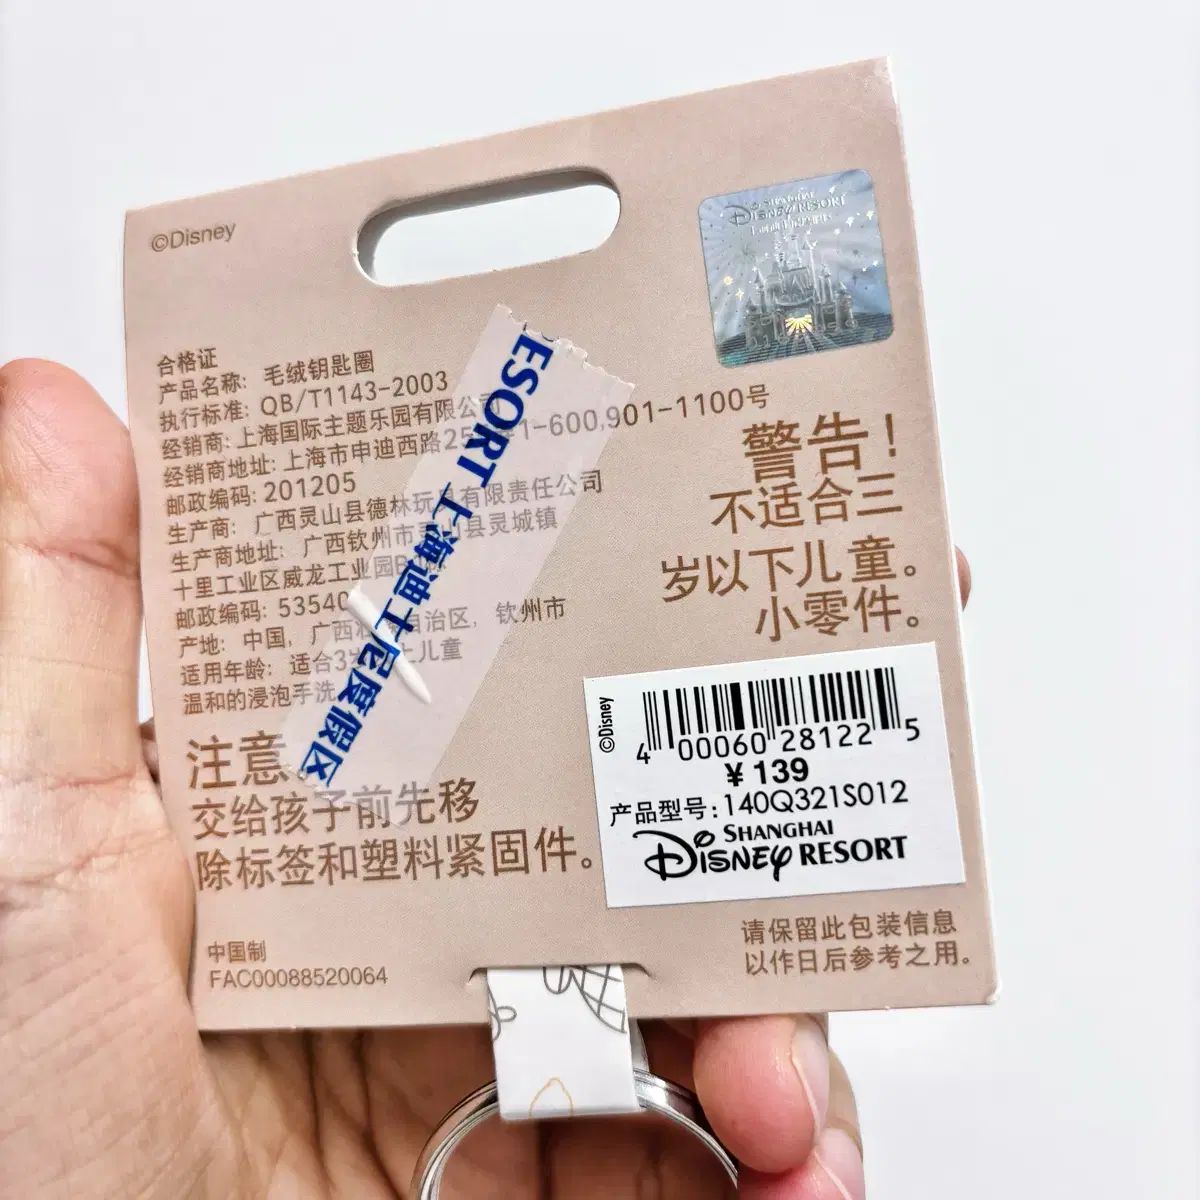 ©Disney
SHANGHAI
DISNEY RESORT
合格证
产品名称: 毛绒钥匙圈
执行标准: QB/T1143-2003
经销商: 上海国际主题乐园有限公司
经销商地址: 上海市申迪西路25 1-600,901-1100号
邮政编码: 201205
生产商: 广西灵山县德林玩具有限责任公司
生产商地址: 广西钦州市灵山县灵城镇
十里工业区威龙工业园B
邮政编码: 53540
产地: 中国, 广西壮 自治区, 钦州市
适用年龄: 适合3岁 上儿童
温和的浸泡手洗
ESORT 上海迪士尼度假区
警告!
不适合三
岁以下儿童。
小零件。
注意
交给孩子前先移
除标签和塑料紧固件。
©Disney
4 00060 28122 5
¥ 139
产品型号: 140Q321S012
SHANGHAI
DISNEY RESORT
中国制
FAC00088520064
请保留此包装信息
以作日后参考之用。